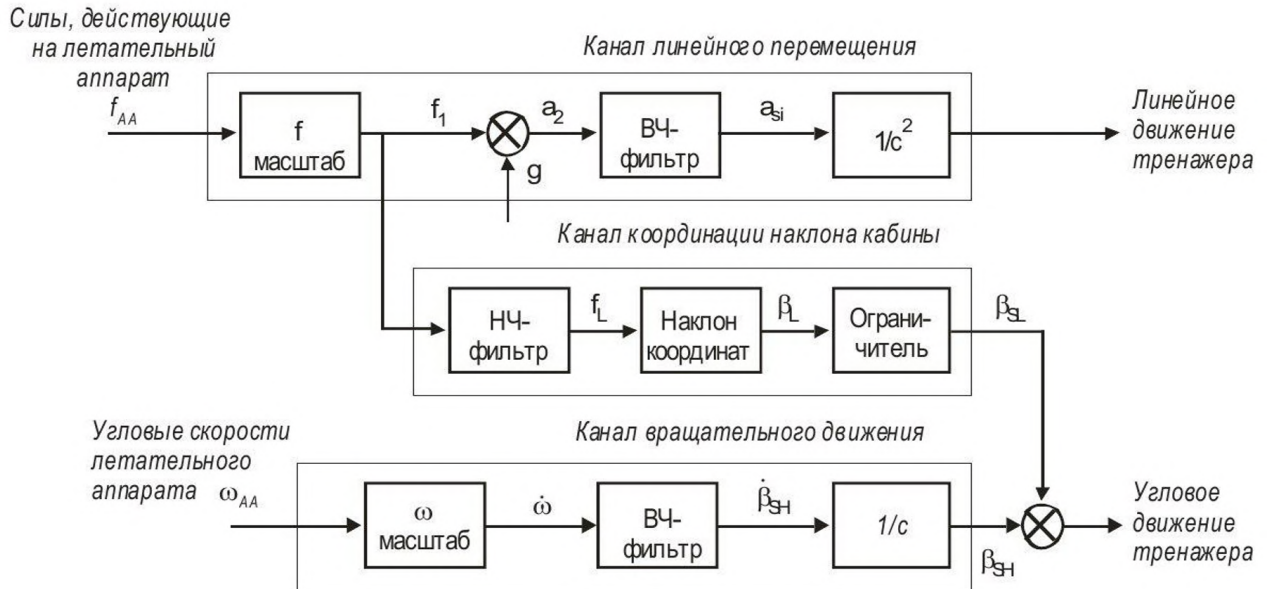 Силы, действующие
на летательный
аппарат
f_AA
Канал линейного перемещения
f
масштаб
f₁
g
a₂
ВЧ-
фильтр
a_si
1/c²
Линейное
движение
тренажера
Канал координации наклона кабины
НЧ-
фильтр
f_L
Наклон
координат
β_L
Ограни-
читель
β_SL
Угловые скорости
летательного
аппарата ω_AA
Канал вращательного движения
ω
масштаб
ω̇
ВЧ-
фильтр
β̇_SH
1/c
β_SH
Угловое
движение
тренажера